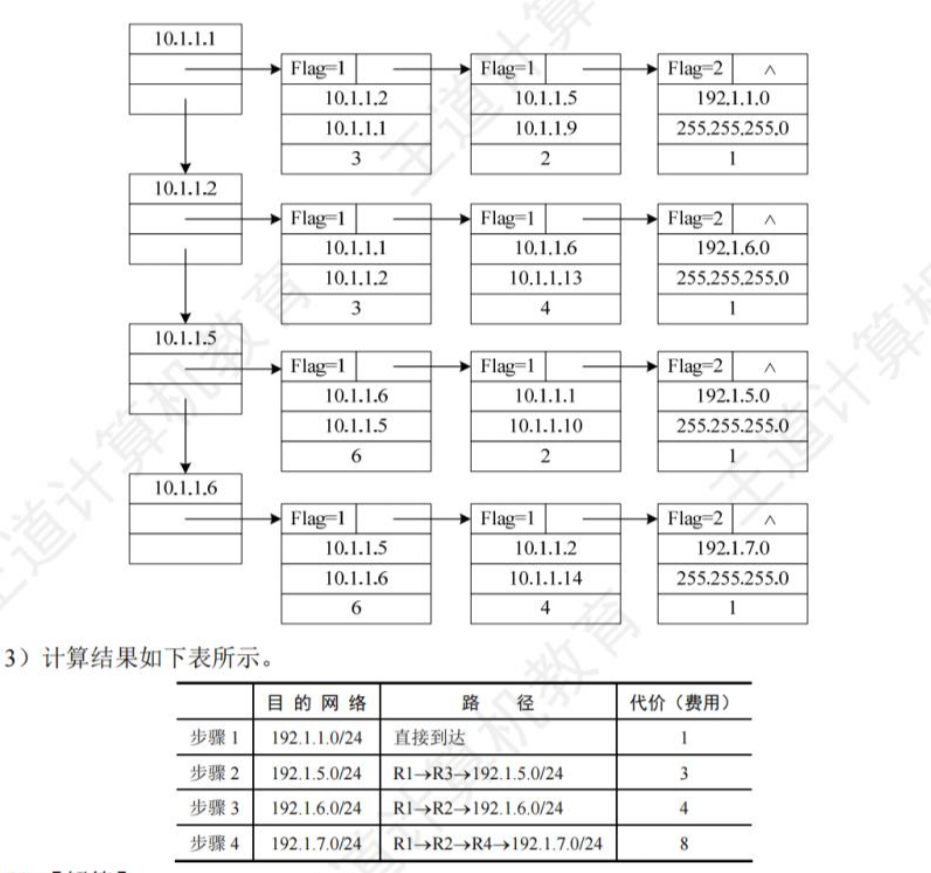 10.1.1.1
Flag=1 Flag=1 Flag=2 ∧
10.1.1.2 10.1.1.5 192.1.1.0
10.1.1.1 10.1.1.9 255.255.255.0
3 2 1
10.1.1.2
Flag=1 Flag=1 Flag=2 ∧
10.1.1.1 10.1.1.6 192.1.6.0
10.1.1.2 10.1.1.13 255.255.255.0
3 4 1
10.1.1.5
Flag=1 Flag=1 Flag=2 ∧
10.1.1.6 10.1.1.1 192.1.5.0
10.1.1.5 10.1.1.10 255.255.255.0
6 2 1
10.1.1.6
Flag=1 Flag=1 Flag=2 ∧
10.1.1.5 10.1.1.2 192.1.7.0
10.1.1.6 10.1.1.14 255.255.255.0
6 4 1
3）计算结果如下表所示。
目的网络 路径 代价（费用）
步骤 1 192.1.1.0/24 直接到达 1
步骤 2 192.1.5.0/24 R1→R3→192.1.5.0/24 3
步骤 3 192.1.6.0/24 R1→R2→192.1.6.0/24 4
步骤 4 192.1.7.0/24 R1→R2→R4→192.1.7.0/24 8
王道计算机教育